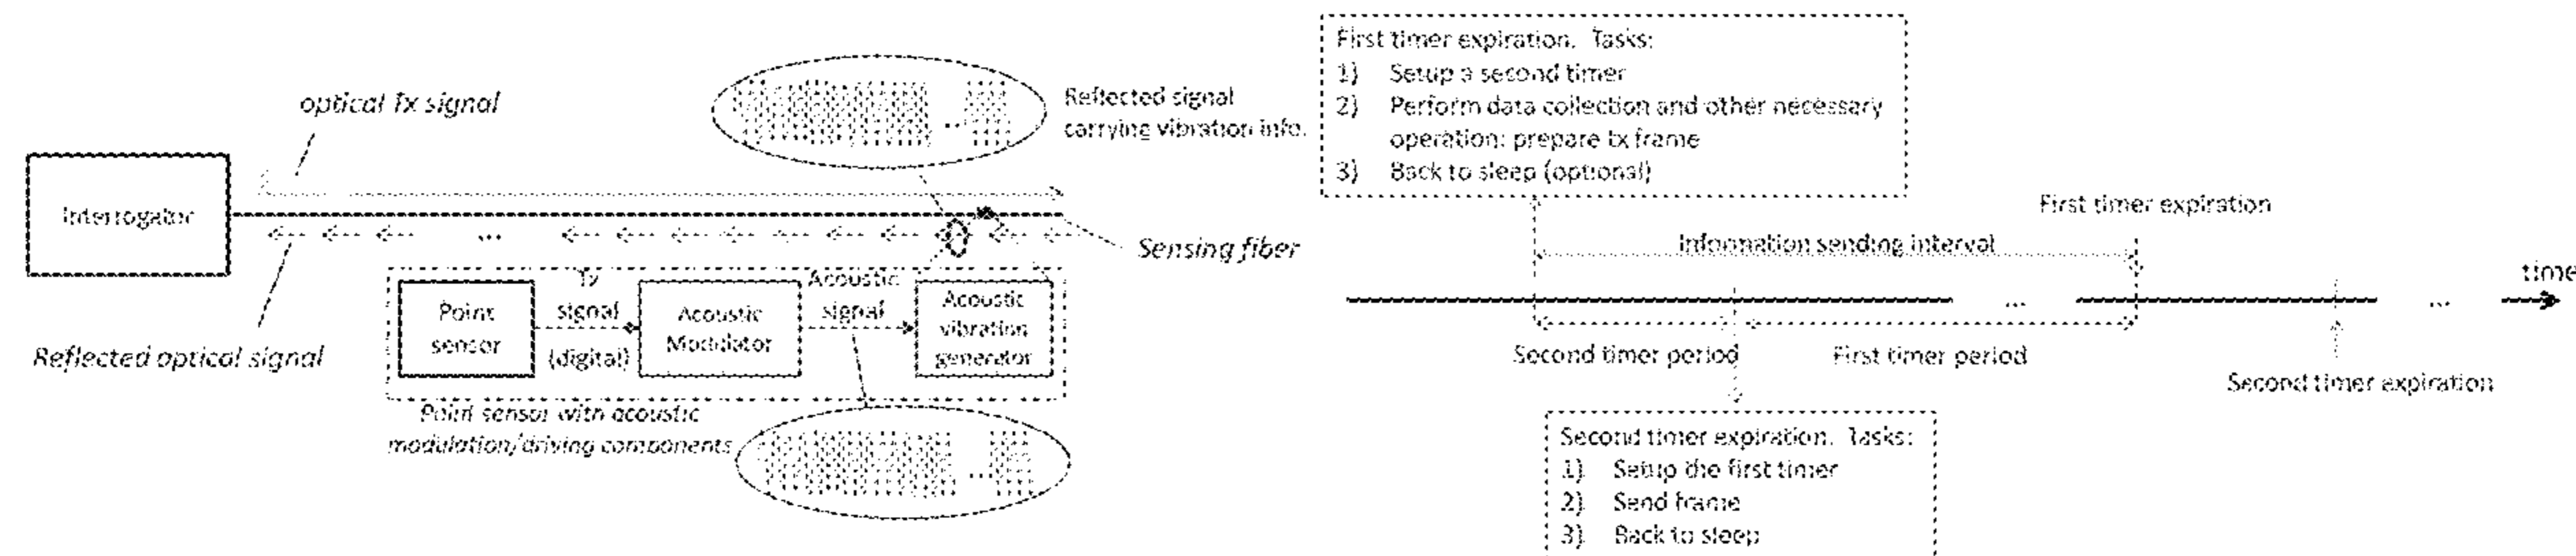 optical Tx signal
Interrogator
...
Reflected optical signal
Reflected signal
carrying vibration info.
...
Sensing fiber
Point
sensor
Tx
signal
(digital)
Acoustic
Modulator
Acoustic
signal
Acoustic
vibration
generator
Point sensor with acoustic
modulation/driving components
...
First timer expiration. Tasks:
1) Setup a second timer
2) Perform data collection and other necessary
operation: prepare tx frame
3) Back to sleep (optional)
First timer expiration
Information sending interval
time
...
...
Second timer period
First timer period
Second timer expiration
Second timer expiration. Tasks:
1) Setup the first timer
2) Send frame
3) Back to sleep